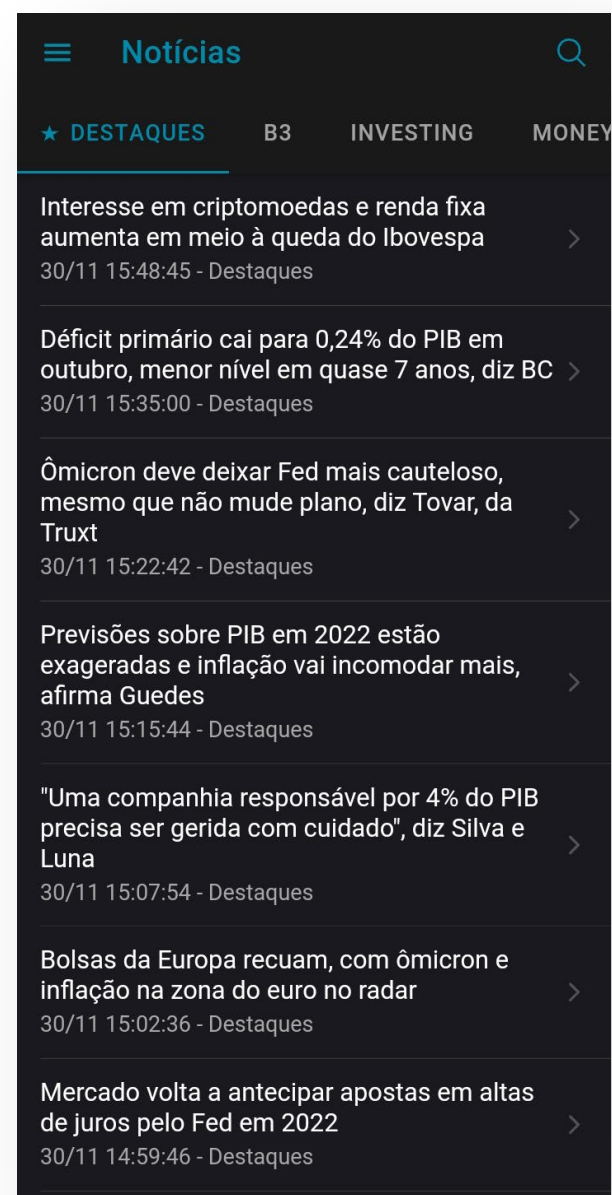 Notícias
★ DESTAQUES B3 INVESTING MONEY
Interesse em criptomoedas e renda fixa
aumenta em meio à queda do Ibovespa
30/11 15:48:45 - Destaques
Déficit primário cai para 0,24% do PIB em
outubro, menor nível em quase 7 anos, diz BC
30/11 15:35:00 - Destaques
Ômicron deve deixar Fed mais cauteloso,
mesmo que não mude plano, diz Tovar, da
Truxt
30/11 15:22:42 - Destaques
Previsões sobre PIB em 2022 estão
exageradas e inflação vai incomodar mais,
afirma Guedes
30/11 15:15:44 - Destaques
"Uma companhia responsável por 4% do PIB
precisa ser gerida com cuidado", diz Silva e
Luna
30/11 15:07:54 - Destaques
Bolsas da Europa recuam, com ômicron e
inflação na zona do euro no radar
30/11 15:02:36 - Destaques
Mercado volta a antecipar apostas em altas
de juros pelo Fed em 2022
30/11 14:59:46 - Destaques